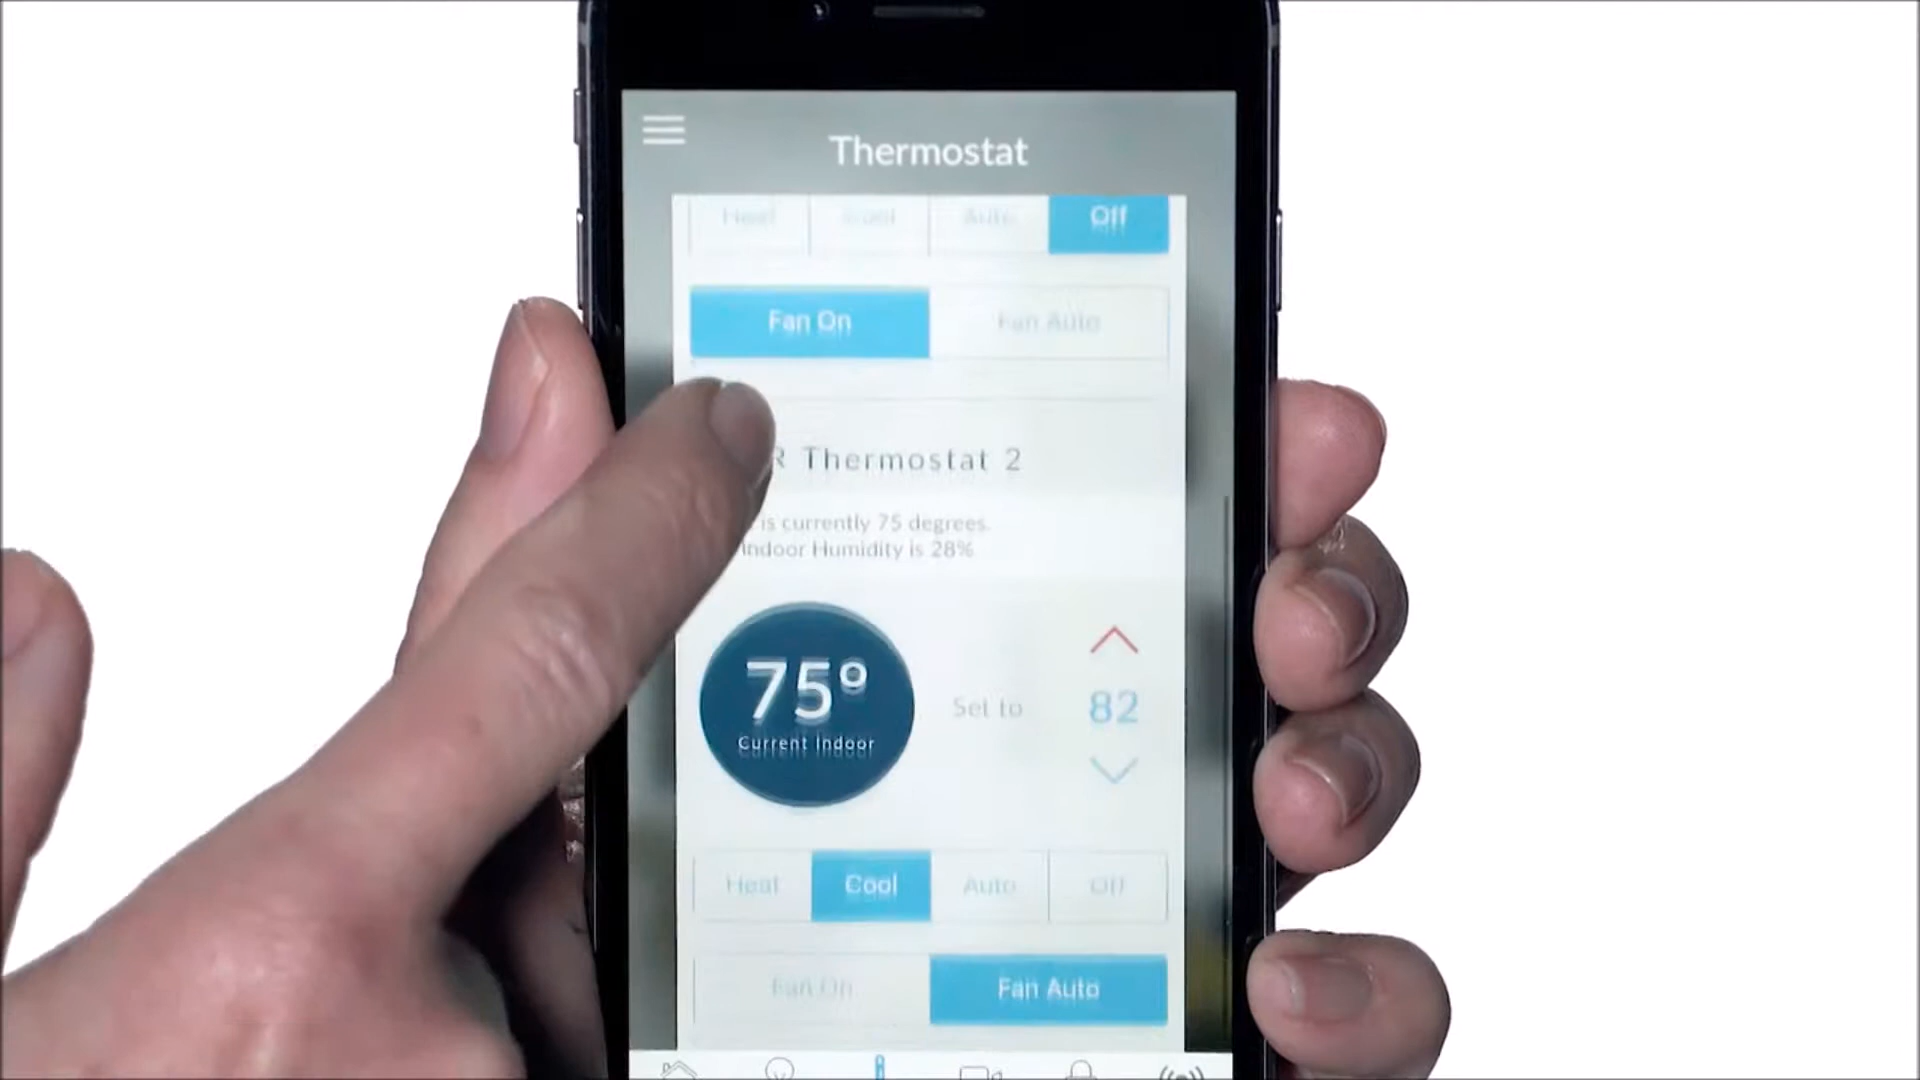 Thermostat
Heat Cool Auto Off
Fan On Fan Auto
R Thermostat 2
is currently 75 degrees.
Indoor Humidity is 28%
75°
Current Indoor
Set to
82
Heat Cool Auto Off
Fan On Fan Auto